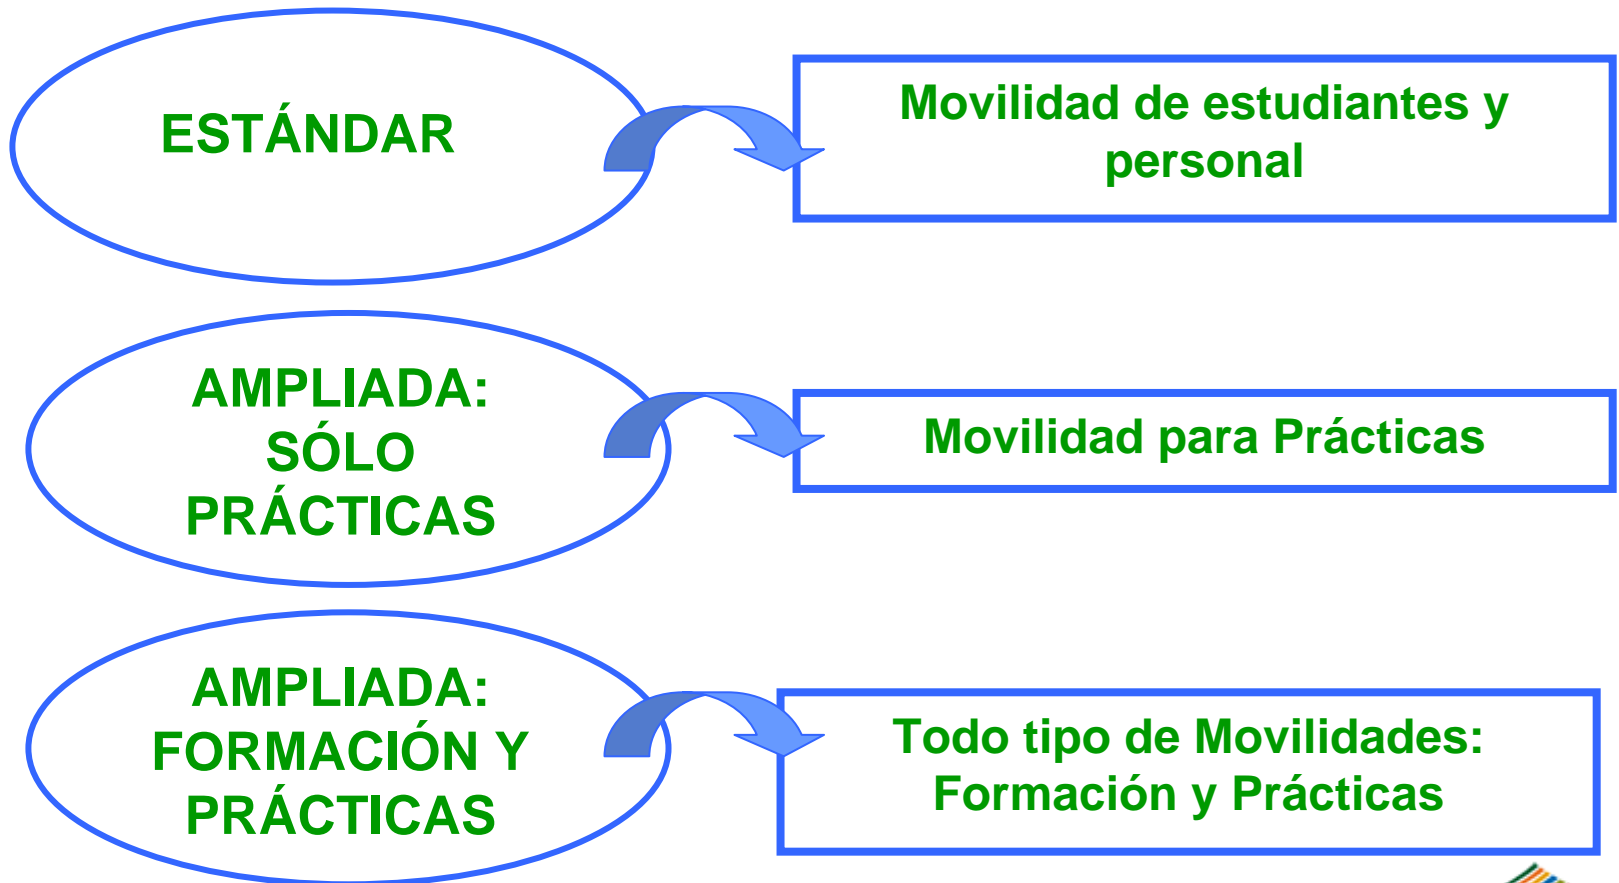 ESTÁNDAR
Movilidad de estudiantes y
personal
AMPLIADA:
SÓLO
PRÁCTICAS
Movilidad para Prácticas
AMPLIADA:
FORMACIÓN Y
PRÁCTICAS
Todo tipo de Movilidades:
Formación y Prácticas